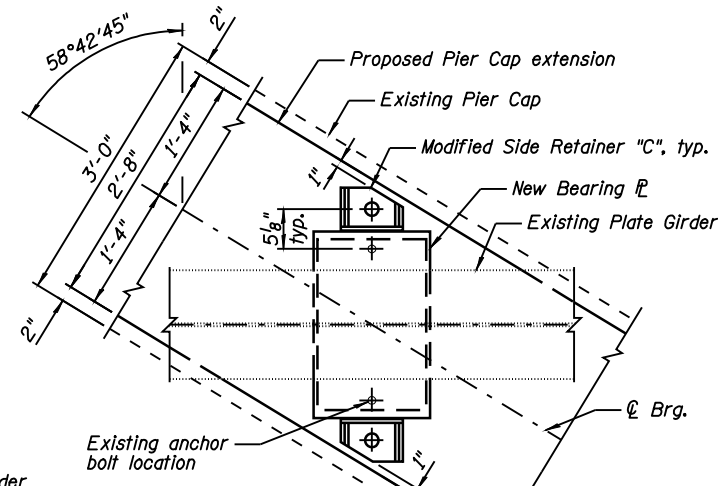 58°42'45"
2"
Proposed Pier Cap extension
Existing Pier Cap
Modified Side Retainer "C", typ.
New Bearing ⅊
Existing Plate Girder
3'-0"
2'-8"
1'-4"
1'-4"
1"
5⅛"
typ.
2"
℄ Brg.
Existing anchor
bolt location
1"
der